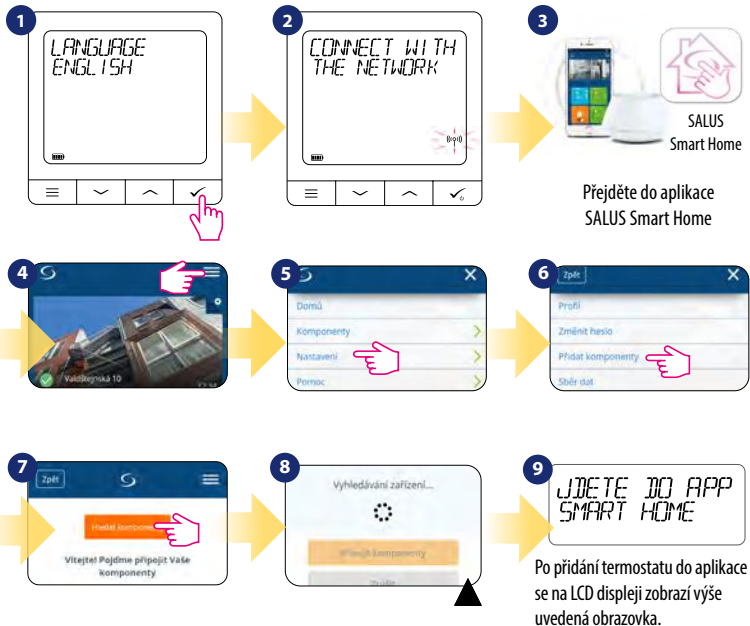 1
LANGUAGE
ENGLISH
2
CONNECT WITH
THE NETWORK
3
SALUS
Smart Home
Přejděte do aplikace
SALUS Smart Home
4
Valdštejnská 10
5
Domů
Komponenty
Nastavení
Pomoc
6
Zpět
Profil
Změnit heslo
Přidat komponenty
Sběr dat
7
Zpět
Hledat
Vítejte! Pojďme připojit Vaše
komponenty
8
Vyhledávání zařízení...
Připojit komponenty
9
JDETE DO APP
SMART HOME
Po přidání termostatu do aplikace
se na LCD displeji zobrazí výše
uvedená obrazovka.